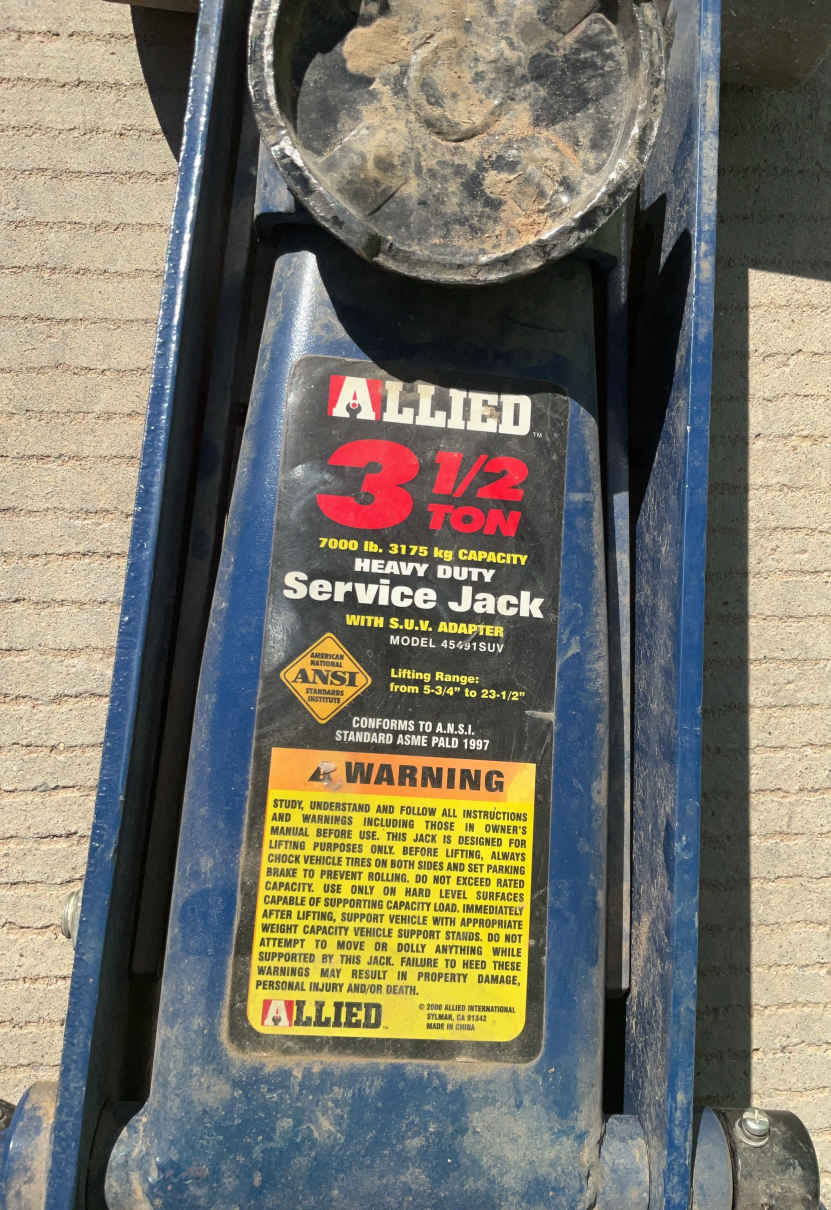 ALLIED™
3 1/2
TON
7000 lb. 3175 kg CAPACITY
HEAVY DUTY
Service Jack
WITH S.U.V. ADAPTER
MODEL 45491SUV
AMERICAN
NATIONAL
ANSI
STANDARDS
INSTITUTE
Lifting Range:
from 5-3/4" to 23-1/2"
CONFORMS TO A.N.S.I.
STANDARD ASME PALD 1997
WARNING
STUDY, UNDERSTAND AND FOLLOW ALL INSTRUCTIONS
AND WARNINGS INCLUDING THOSE IN OWNER'S
MANUAL BEFORE USE. THIS JACK IS DESIGNED FOR
LIFTING PURPOSES ONLY. BEFORE LIFTING, ALWAYS
CHOCK VEHICLE TIRES ON BOTH SIDES AND SET PARKING
BRAKE TO PREVENT ROLLING. DO NOT EXCEED RATED
CAPACITY. USE ONLY ON HARD LEVEL SURFACES
CAPABLE OF SUPPORTING CAPACITY LOAD. IMMEDIATELY
AFTER LIFTING, SUPPORT VEHICLE WITH APPROPRIATE
WEIGHT CAPACITY VEHICLE SUPPORT STANDS. DO NOT
ATTEMPT TO MOVE OR DOLLY ANYTHING WHILE
SUPPORTED BY THIS JACK. FAILURE TO HEED THESE
WARNINGS MAY RESULT IN PROPERTY DAMAGE,
PERSONAL INJURY AND/OR DEATH.
ALLIED™
© 2000 ALLIED INTERNATIONAL
SYLMAR, CA 91342
MADE IN CHINA